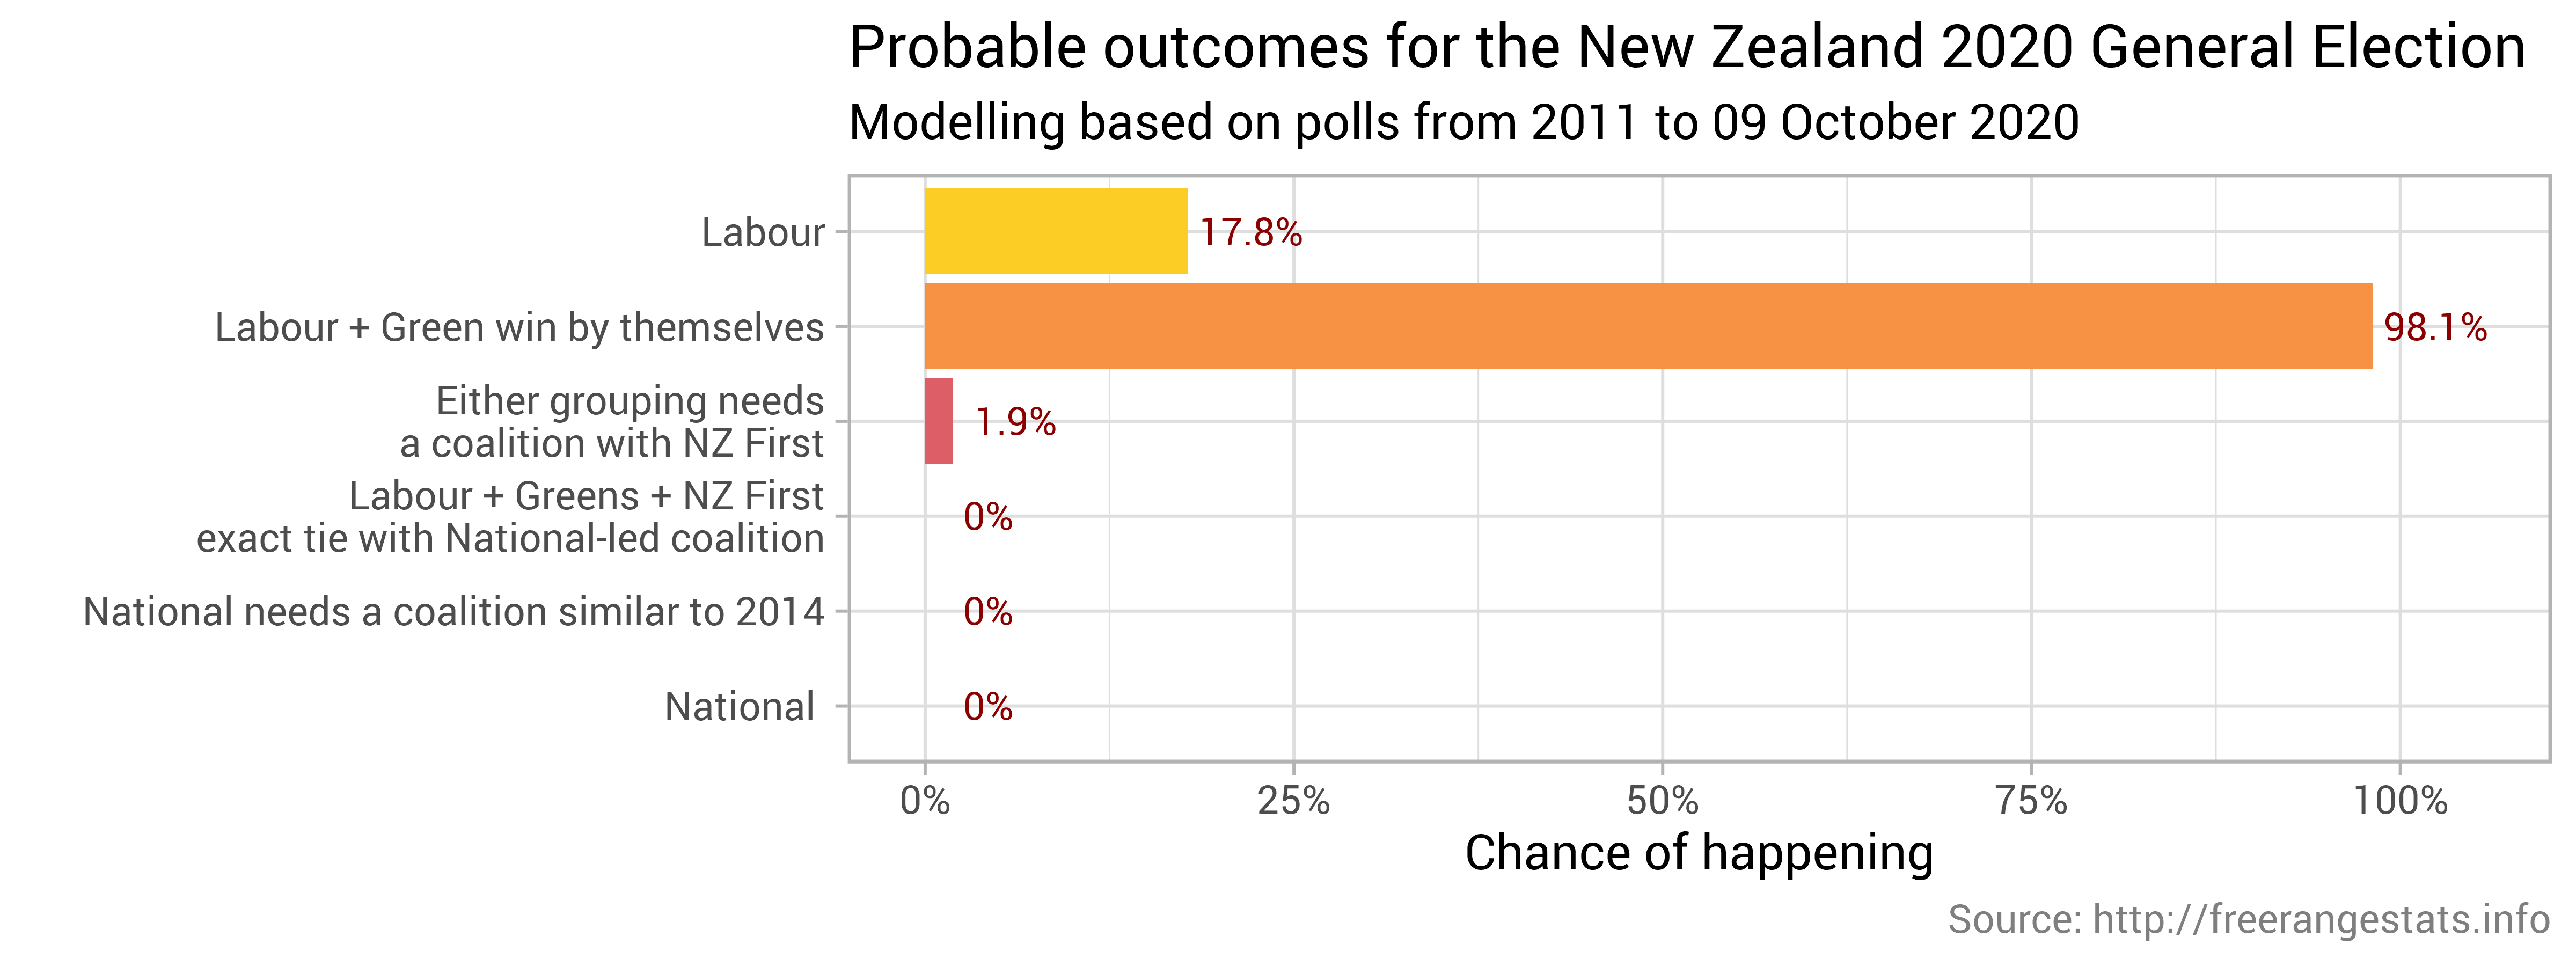 Probable outcomes for the New Zealand 2020 General Election
Modelling based on polls from 2011 to 09 October 2020
Labour
17.8%
Labour + Green win by themselves
98.1%
Either grouping needs
a coalition with NZ First
1.9%
Labour + Greens + NZ First
exact tie with National-led coalition
0%
National needs a coalition similar to 2014
0%
National
0%
0%
25%
50%
75%
100%
Chance of happening
Source: http://freerangestats.info